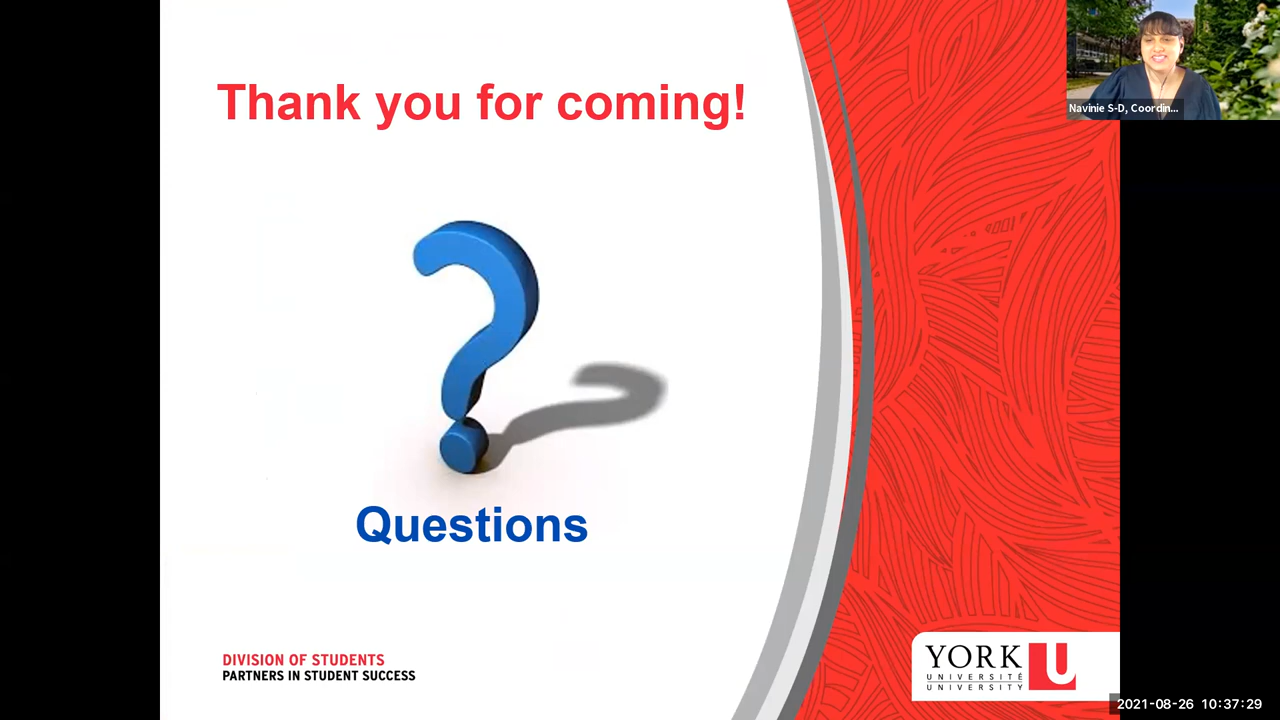 Thank you for coming!
Navinie S-D, Coordin...
Questions
DIVISION OF STUDENTS
PARTNERS IN STUDENT SUCCESS
YORK U
UNIVERSITÉ
UNIVERSITY
2021-08-26 10:37:29